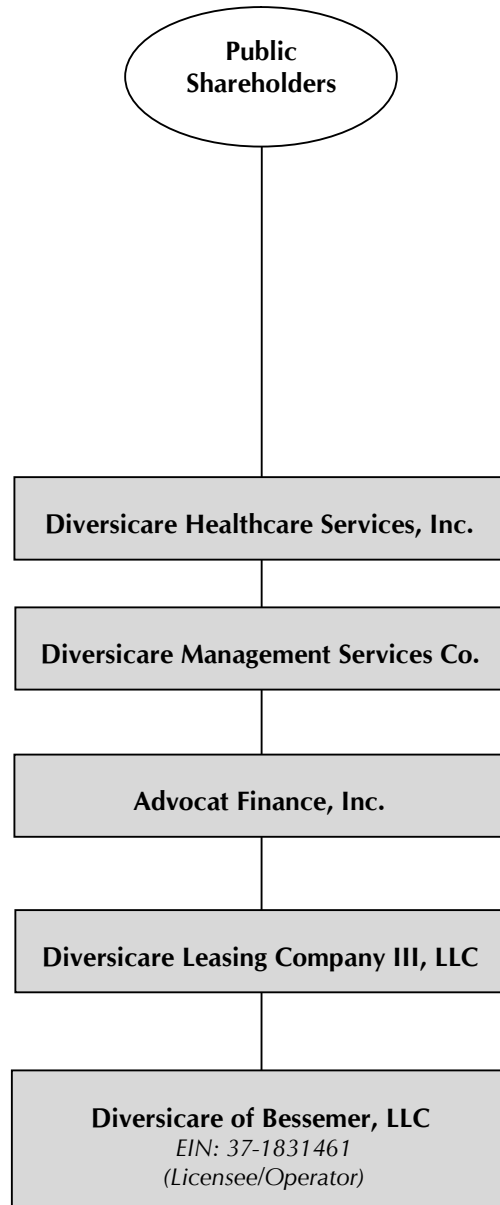 Public
Shareholders
Diversicare Healthcare Services, Inc.
Diversicare Management Services Co.
Advocat Finance, Inc.
Diversicare Leasing Company III, LLC
Diversicare of Bessemer, LLC
EIN: 37-1831461
(Licensee/Operator)